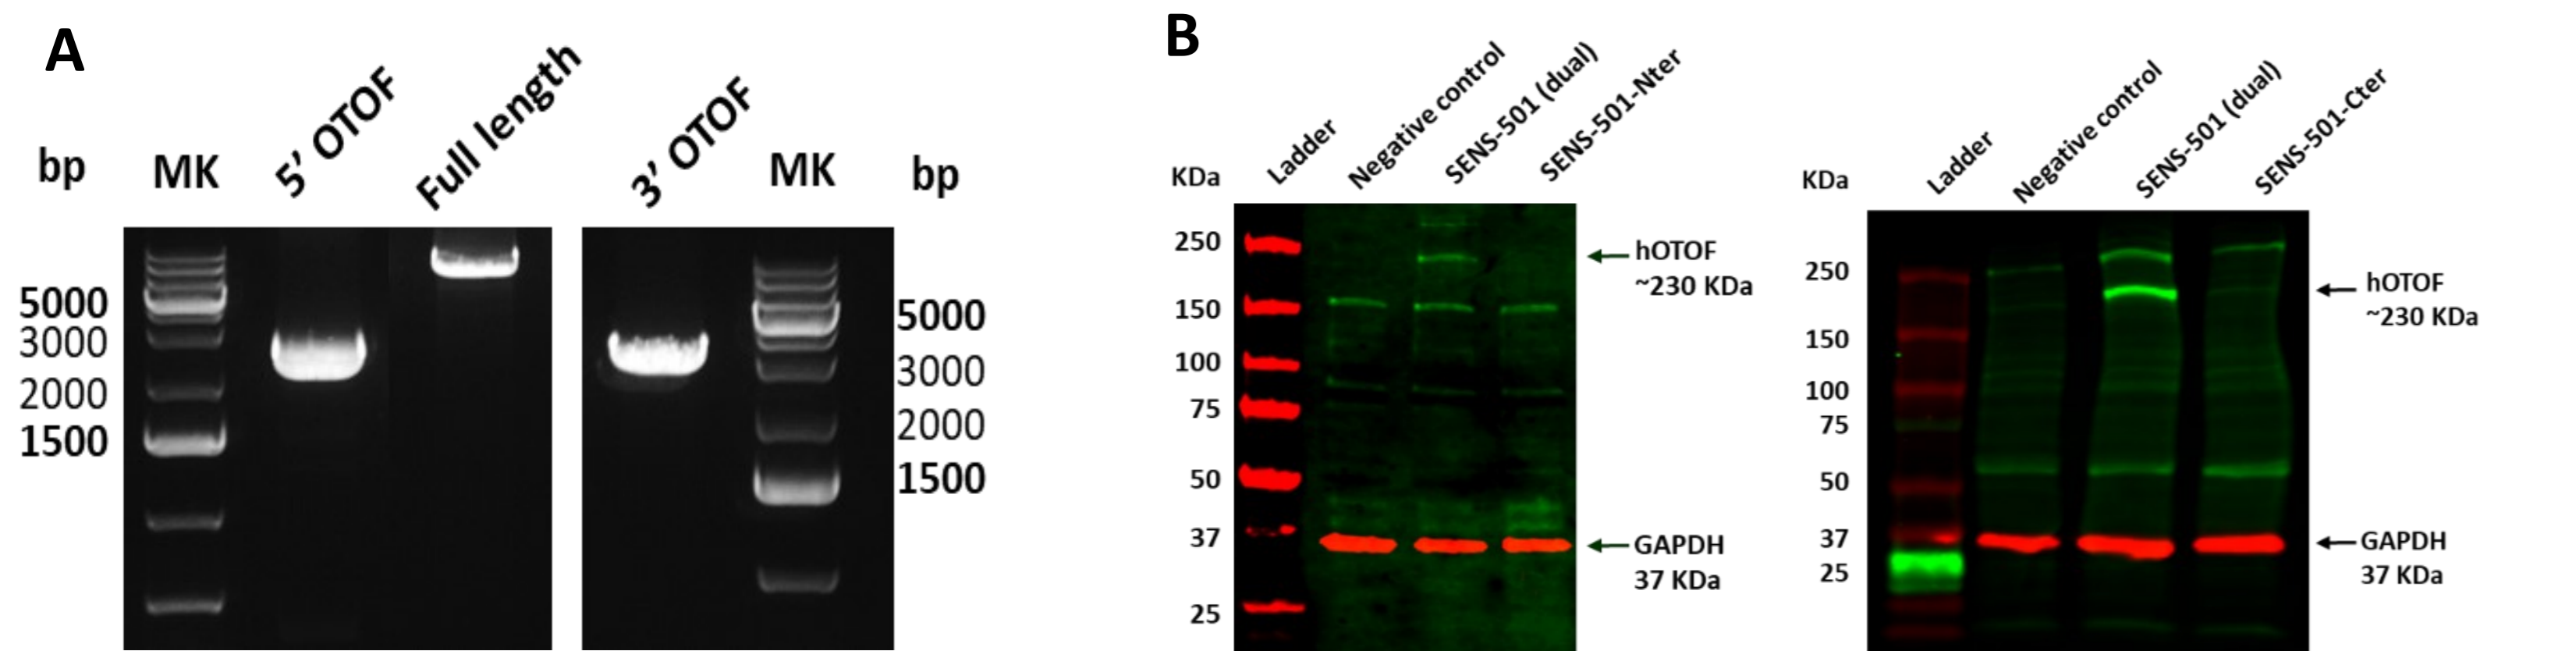 A
bp
MK
5' OTOF
Full length
3' OTOF
MK
bp
5000
3000
2000
1500
5000
3000
2000
1500
B
KDa
Ladder
Negative control
SENS-501 (dual)
SENS-501-Nter
250
150
100
75
50
37
25
hOTOF
~230 KDa
GAPDH
37 KDa
KDa
Ladder
Negative control
SENS-501 (dual)
SENS-501-Cter
250
150
100
75
50
37
25
hOTOF
~230 KDa
GAPDH
37 KDa